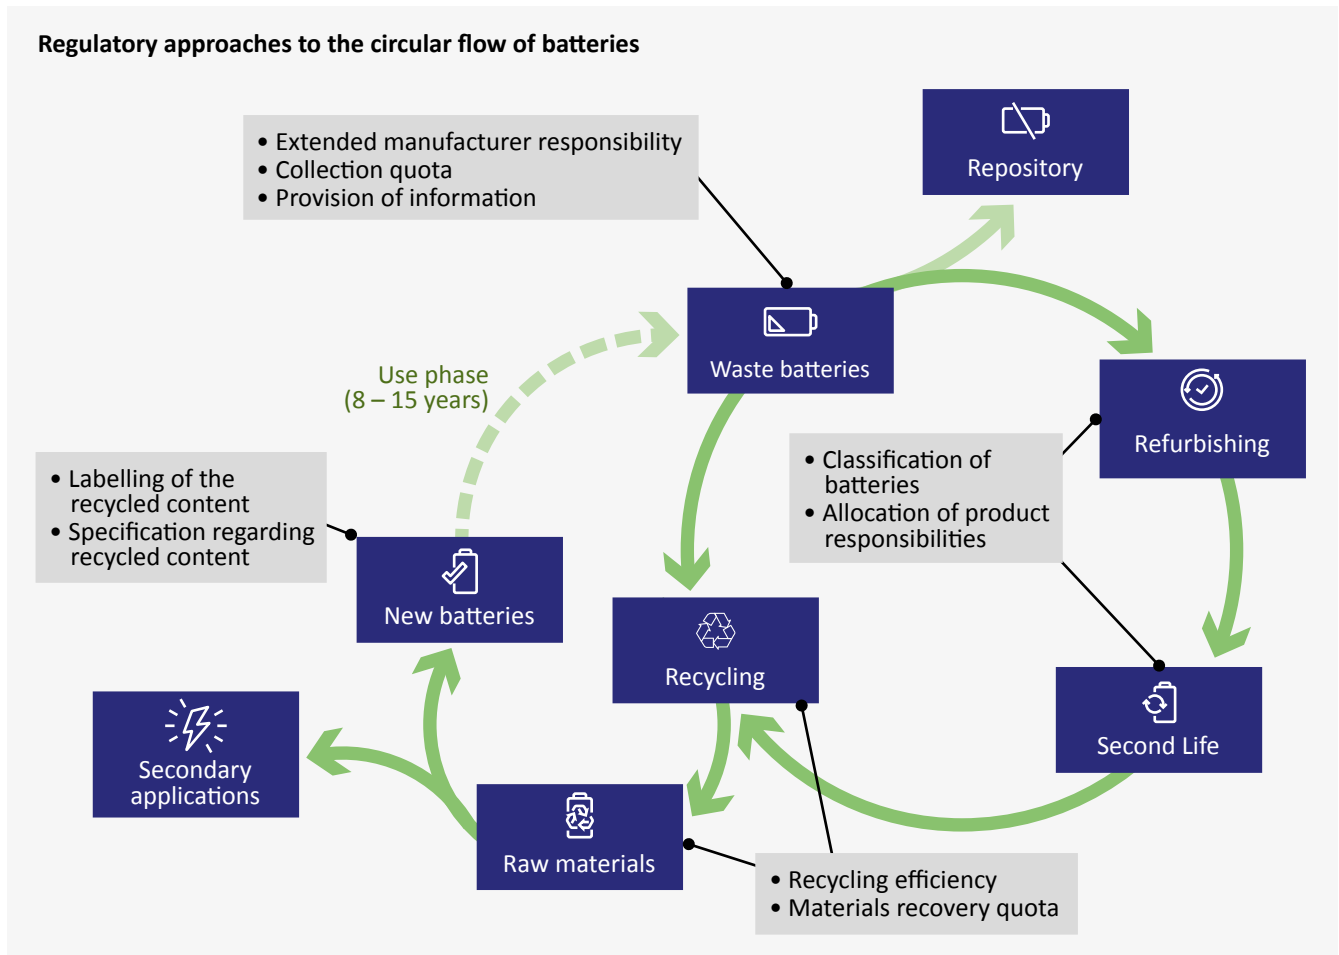 Regulatory approaches to the circular flow of batteries
• Extended manufacturer responsibility
• Collection quota
• Provision of information
Repository
Waste batteries
Use phase
(8 – 15 years)
Refurbishing
• Classification of
batteries
• Allocation of product
responsibilities
• Labelling of the
recycled content
• Specification regarding
recycled content
New batteries
Recycling
Second Life
Secondary
applications
Raw materials
• Recycling efficiency
• Materials recovery quota